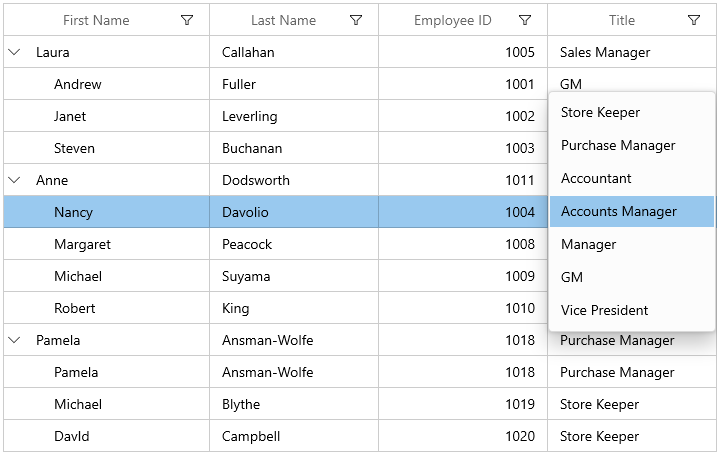 First Name Last Name Employee ID Title
Laura Callahan 1005 Sales Manager
Andrew Fuller 1001 GM
Janet Leverling 1002 Store Keeper
Steven Buchanan 1003 Purchase Manager
Anne Dodsworth 1011 Accountant
Nancy Davolio 1004 Accounts Manager
Margaret Peacock 1008 Manager
Michael Suyama 1009 GM
Robert King 1010 Vice President
Pamela Ansman-Wolfe 1018 Purchase Manager
Pamela Ansman-Wolfe 1018 Purchase Manager
Michael Blythe 1019 Store Keeper
Davld Campbell 1020 Store Keeper